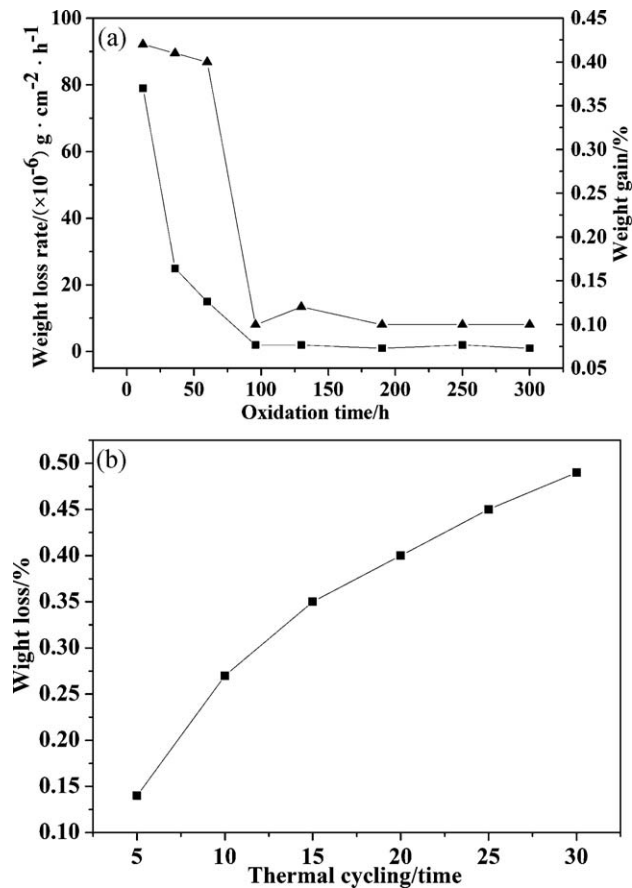 (a)
Weight loss rate/(×10⁻⁶) g · cm⁻² · h⁻¹
100
80
60
40
20
0
0.45
0.40
0.35
0.30
0.25
0.20
0.15
0.10
0.05
Weight gain/%
0 50 100 150 200 250 300
Oxidation time/h
(b)
Wight loss/%
0.50
0.45
0.40
0.35
0.30
0.25
0.20
0.15
0.10
5 10 15 20 25 30
Thermal cycling/time